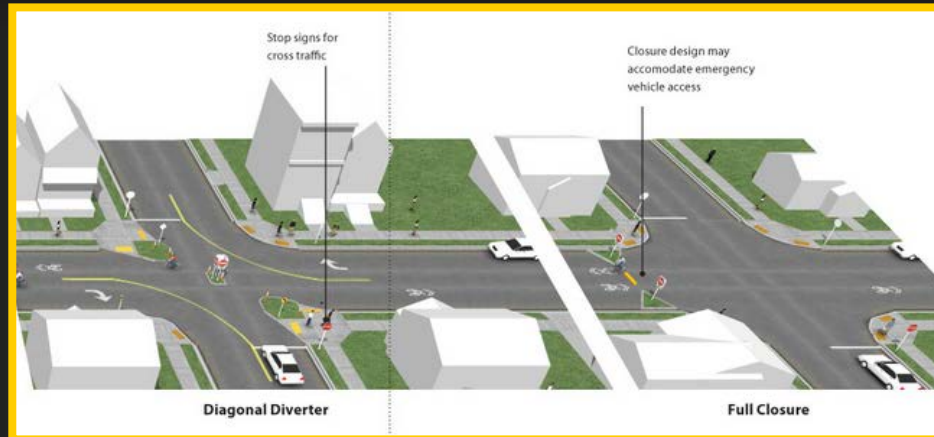 Stop signs for
cross traffic
Closure design may
accomodate emergency
vehicle access
Diagonal Diverter
Full Closure